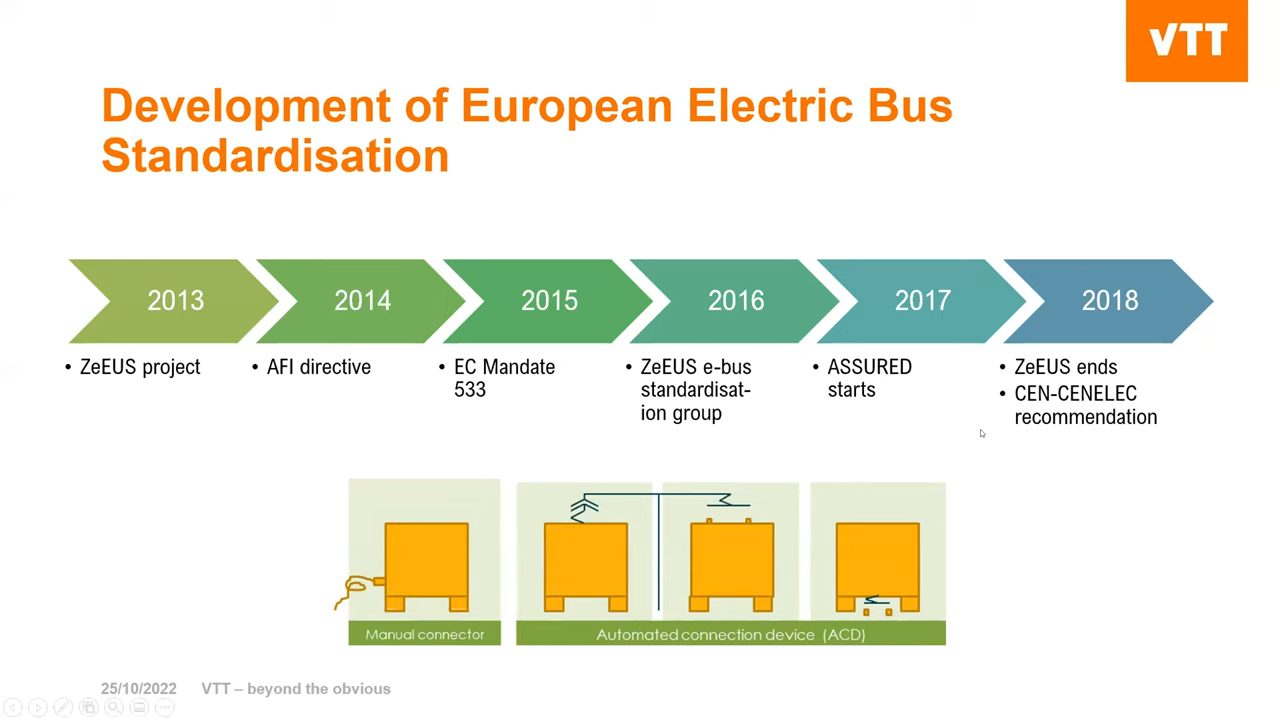 VTT
Development of European Electric Bus
Standardisation
2013
2014
2015
2016
2017
2018
• ZeEUS project
• AFI directive
• EC Mandate
533
• ZeEUS e-bus
standardisat-
ion group
• ASSURED
starts
• ZeEUS ends
• CEN-CENELEC
recommendation
Manual connector
Automated connection device (ACD)
25/10/2022 VTT – beyond the obvious